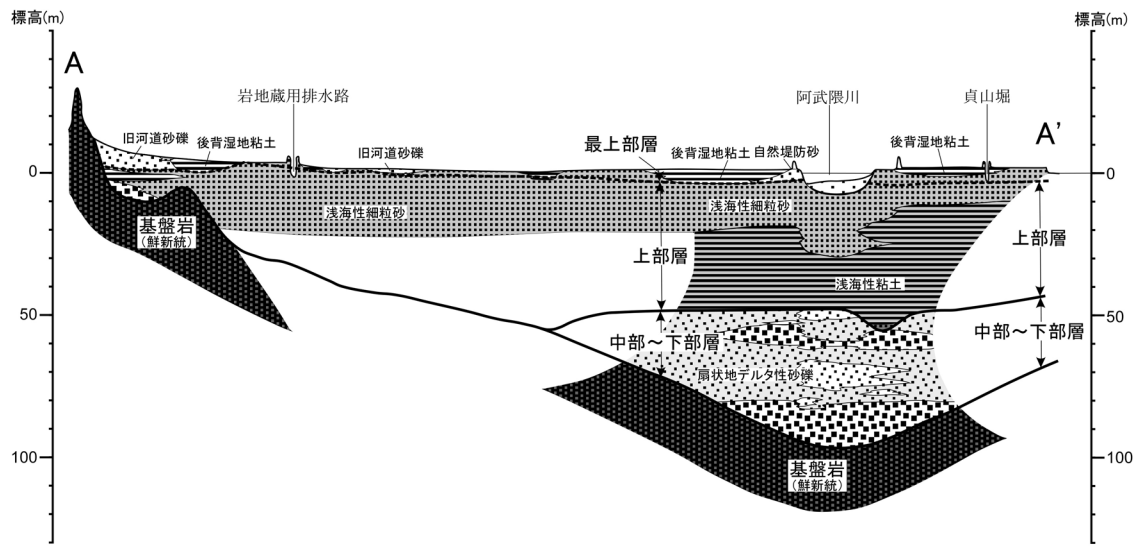 標高(m)
標高(m)
A
岩地蔵用排水路
阿武隈川
貞山堀
A'
旧河道砂礫
後背湿地粘土
旧河道砂礫
最上部層
後背湿地粘土
自然堤防砂
後背湿地粘土
0
0
浅海性細粒砂
浅海性細粒砂
基盤岩
(鮮新統)
上部層
上部層
浅海性粘土
50
50
中部～下部層
中部～下部層
扇状地デルタ性砂礫
100
100
基盤岩
(鮮新統)